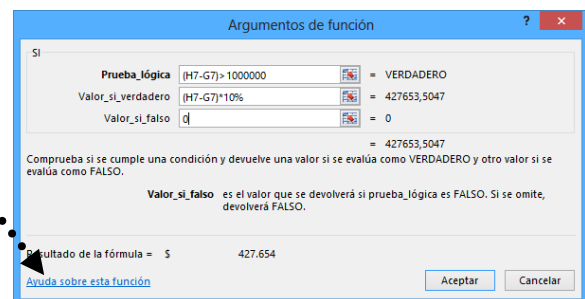 Argumentos de función ? ×
SI
Prueba_lógica (H7-G7)>1000000 = VERDADERO
Valor_si_verdadero (H7-G7)*10% = 427653,5047
Valor_si_falso 0 = 0
= 427653,5047
Comprueba si se cumple una condición y devuelve una valor si se evalúa como VERDADERO y otro valor si se
evalúa como FALSO.
Valor_si_falso es el valor que se devolverá si prueba_lógica es FALSO. Si se omite,
devolverá FALSO.
Resultado de la fórmula = $ 427.654
Ayuda sobre esta función Aceptar Cancelar